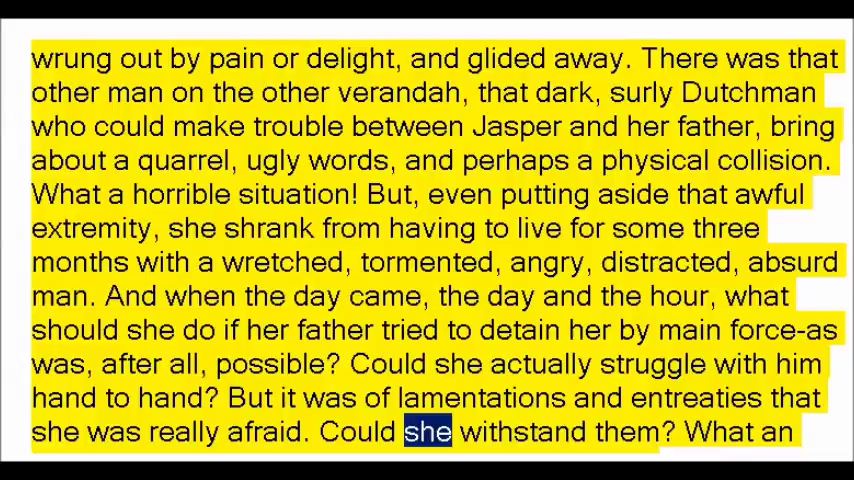 wrung out by pain or delight, and glided away. There was that
other man on the other verandah, that dark, surly Dutchman
who could make trouble between Jasper and her father, bring
about a quarrel, ugly words, and perhaps a physical collision.
What a horrible situation! But, even putting aside that awful
extremity, she shrank from having to live for some three
months with a wretched, tormented, angry, distracted, absurd
man. And when the day came, the day and the hour, what
should she do if her father tried to detain her by main force-as
was, after all, possible? Could she actually struggle with him
hand to hand? But it was of lamentations and entreaties that
she was really afraid. Could she withstand them? What an